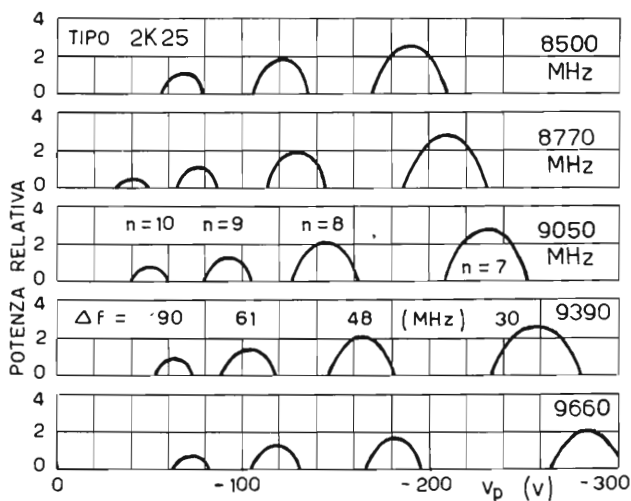 4
TIPO 2K25
8500
2
MHz
0
4
8770
2
MHz
0
4
n=10 n=9 n=8 9050
2
n=7 MHz
0
4
Δf= 90 61 48 (MHz) 30 9390
2
0
4
9660
2
0
0 -100 -200 vp (v) -300
POTENZA RELATIVA